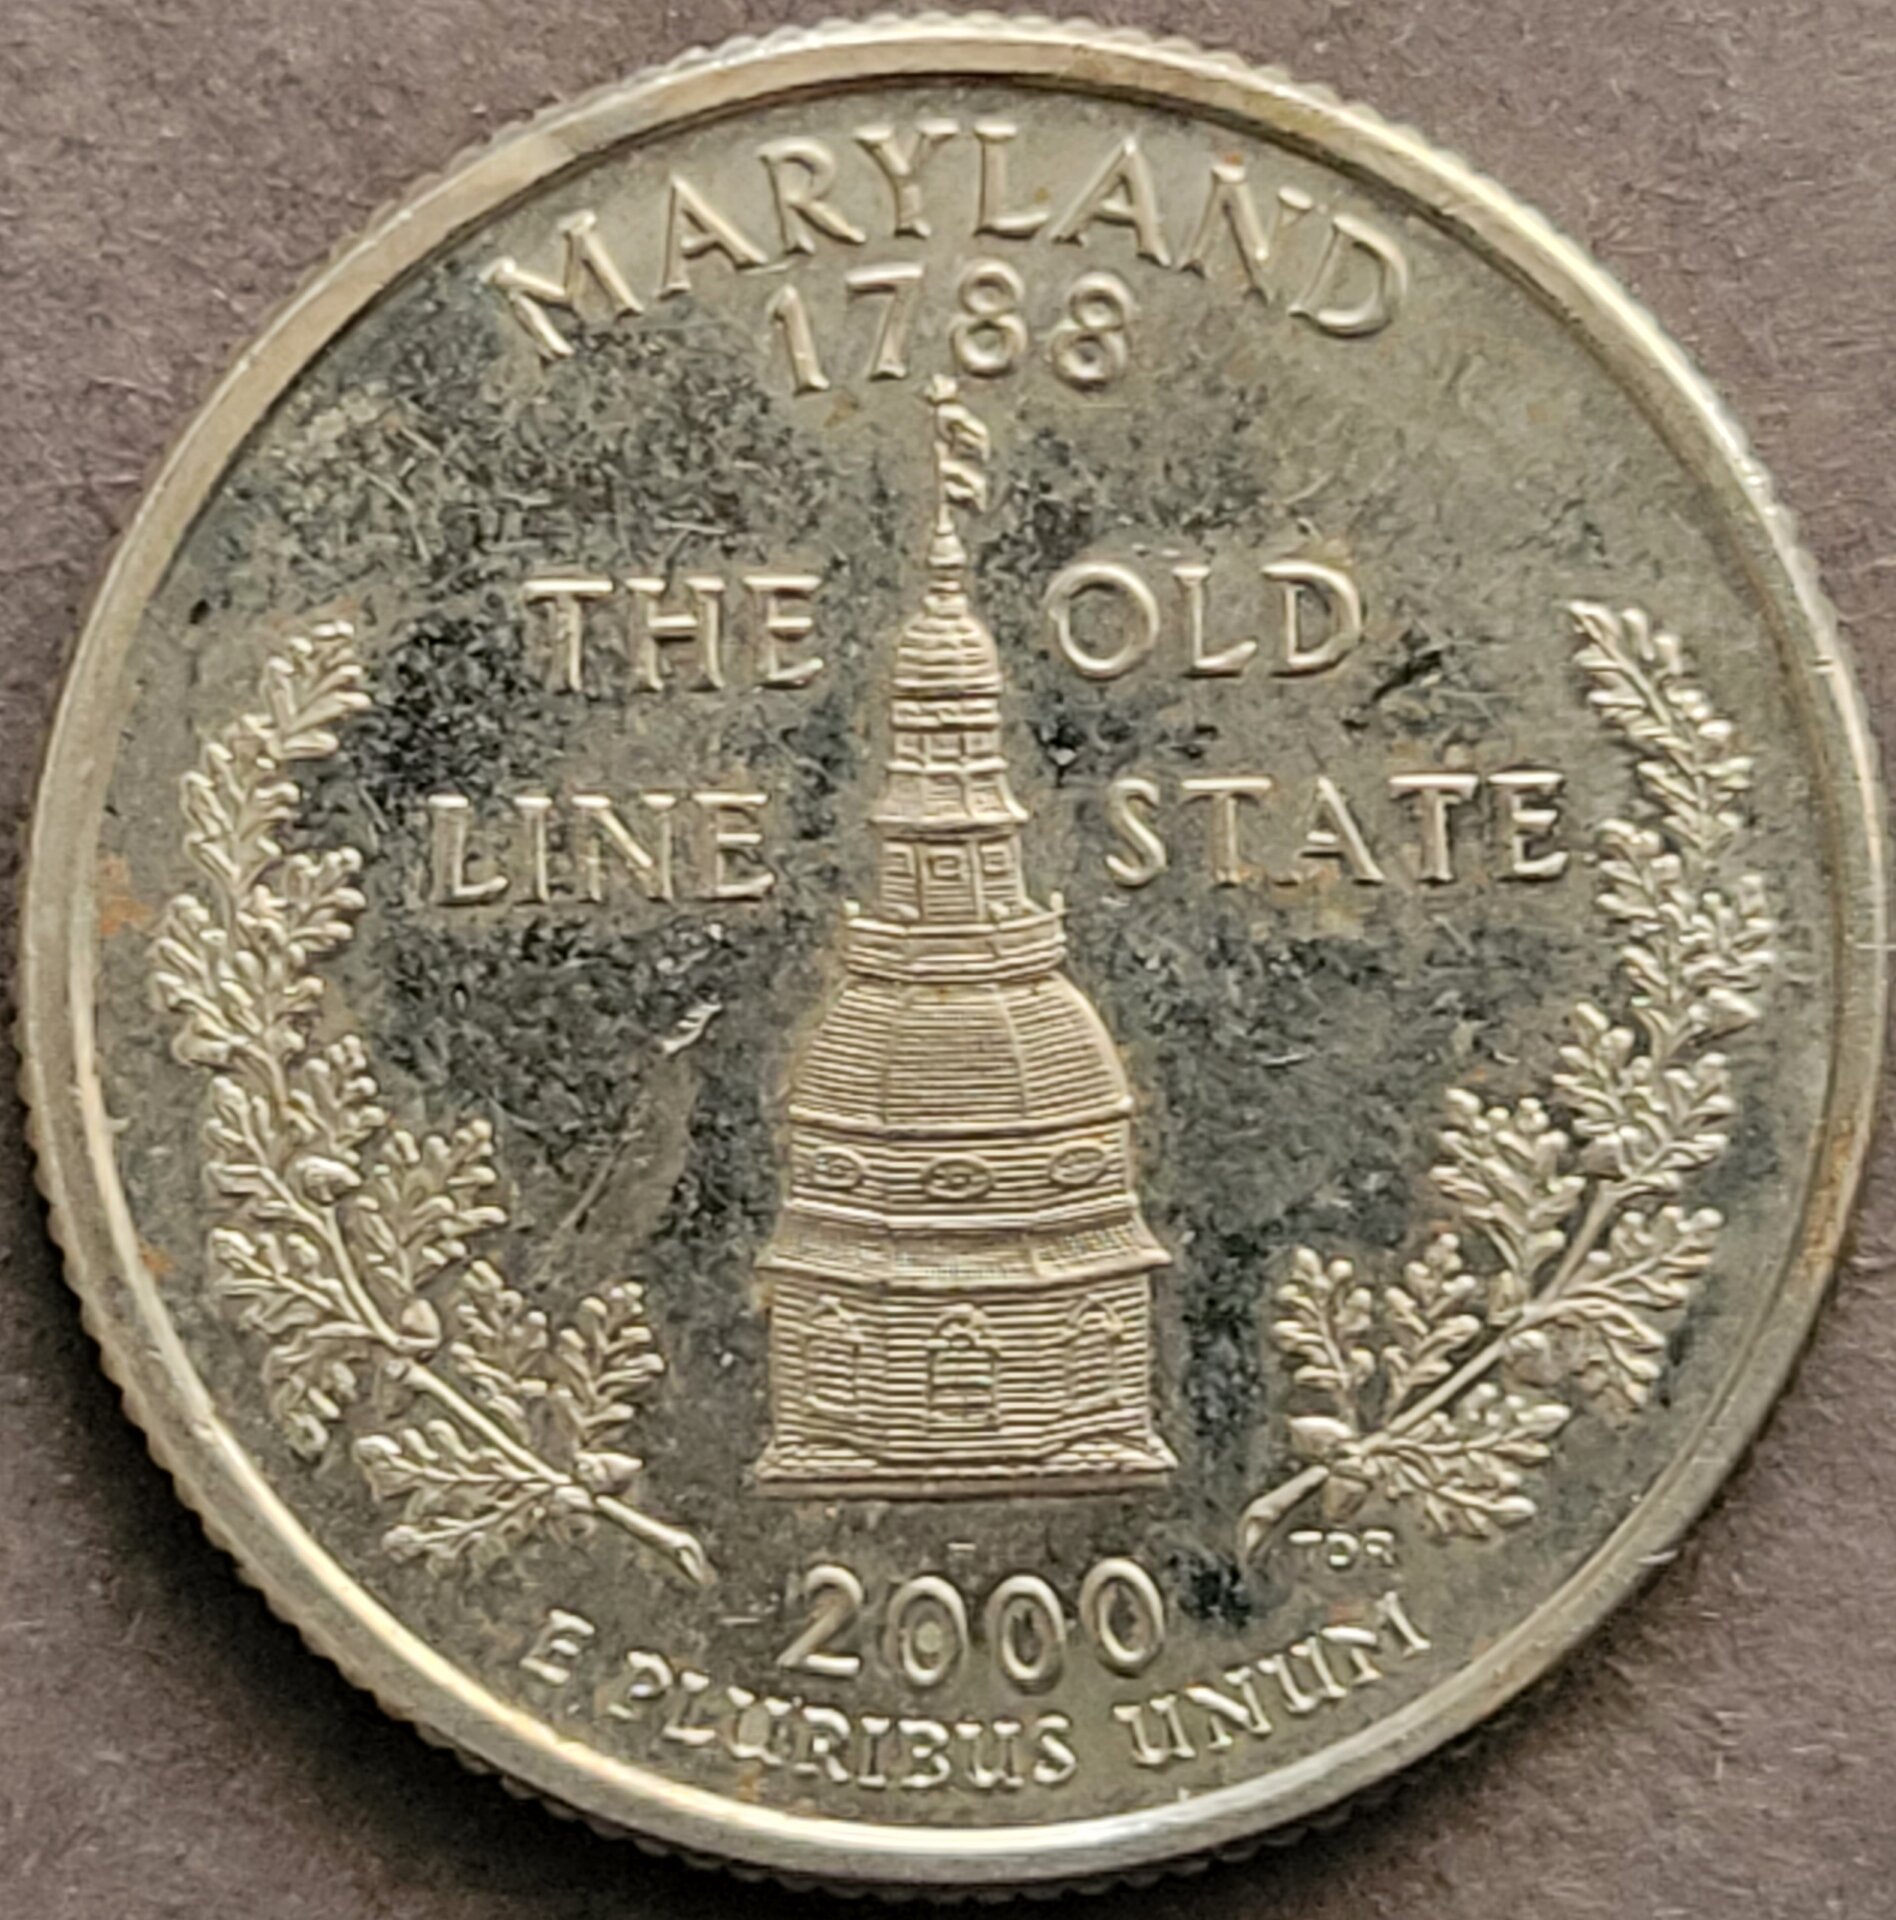 MARYLAND
1788
THE OLD
LINE STATE
TDR
2000
E PLURIBUS UNUM